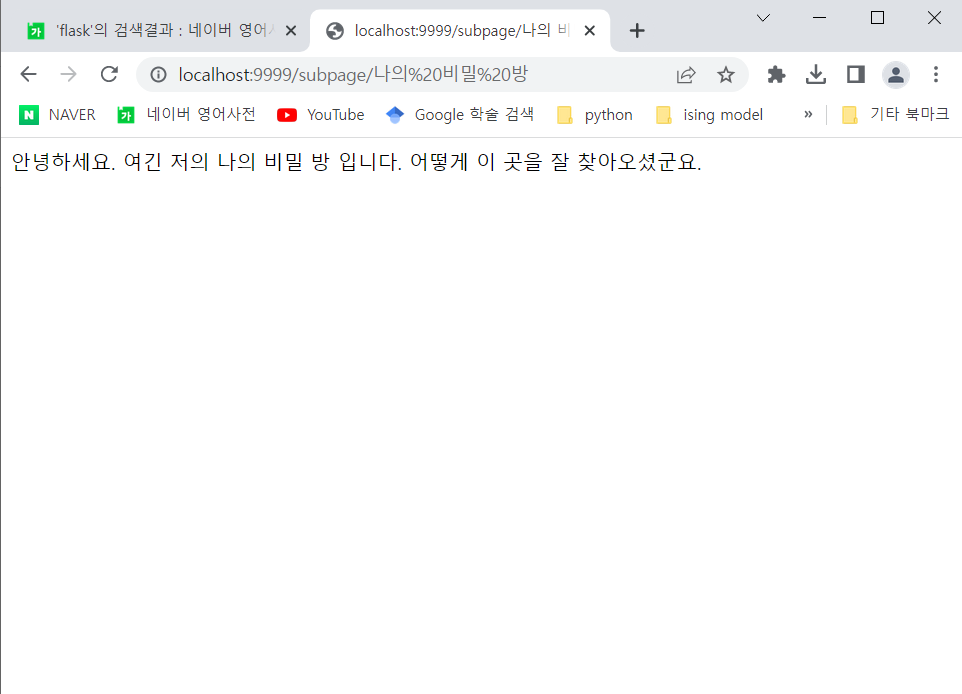 'flask'의 검색결과 : 네이버 영어
localhost:9999/subpage/나의 비
localhost:9999/subpage/나의%20비밀%20방
N NAVER 가 네이버 영어사전 YouTube Google 학술 검색 python ising model » 기타 북마크
안녕하세요. 여긴 저의 나의 비밀 방 입니다. 어떻게 이 곳을 잘 찾아오셨군요.